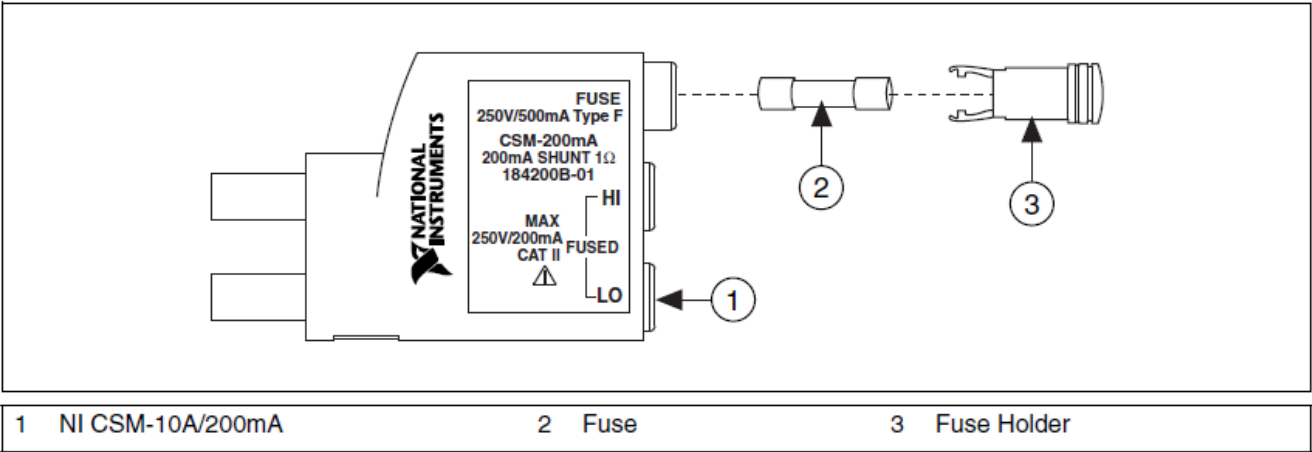 FUSE
250V/500mA Type F
CSM-200mA
200mA SHUNT 1Ω
184200B-01
HI
MAX
250V/200mA
CAT II
FUSED
LO
NATIONAL
INSTRUMENTS
2
3
1
1 NI CSM-10A/200mA 2 Fuse 3 Fuse Holder